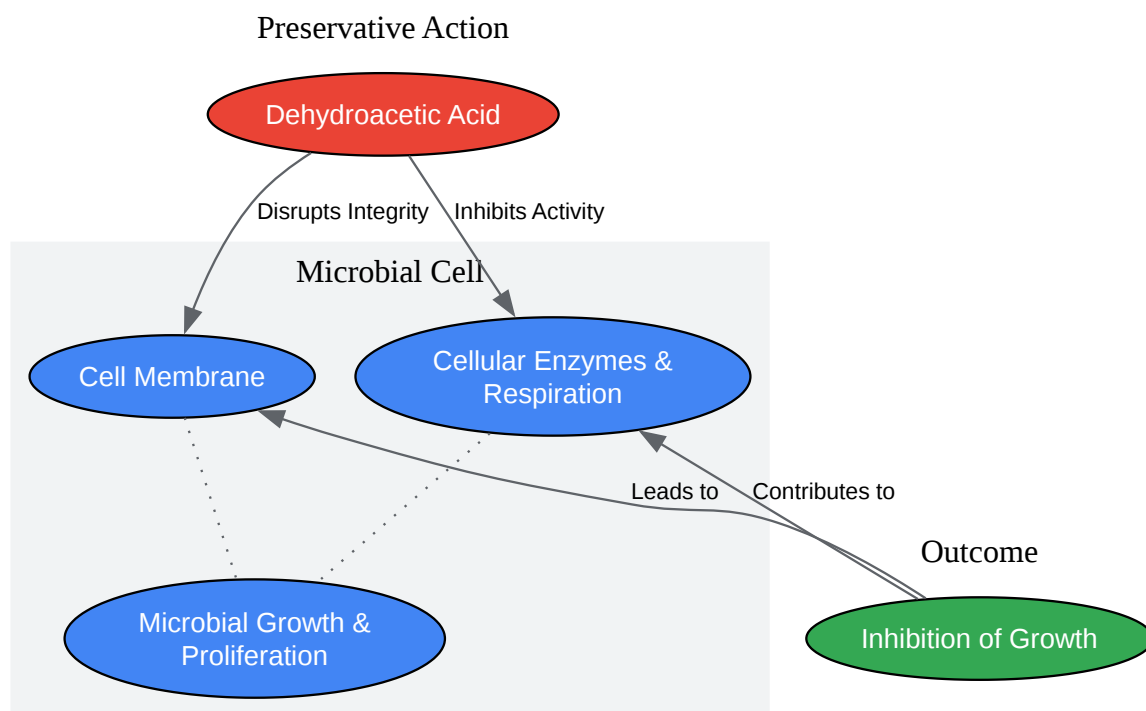 Preservative Action
Dehydroacetic Acid
Disrupts Integrity
Inhibits Activity
Microbial Cell
Cell Membrane
Cellular Enzymes &
Respiration
Leads to
Contributes to
Outcome
Microbial Growth &
Proliferation
Inhibition of Growth